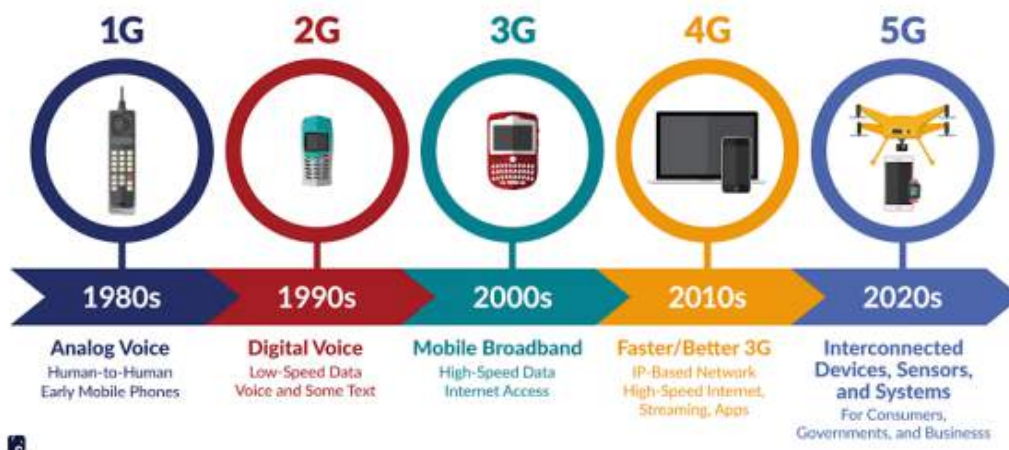 1G
2G
3G
4G
5G
1980s
1990s
2000s
2010s
2020s
Analog Voice
Human-to-Human
Early Mobile Phones
Digital Voice
Low-Speed Data
Voice and Some Text
Mobile Broadband
High-Speed Data
Internet Access
Faster/Better 3G
IP-Based Network
High-Speed Internet,
Streaming, Apps
Interconnected
Devices, Sensors,
and Systems
For Consumers,
Governments, and Businesss